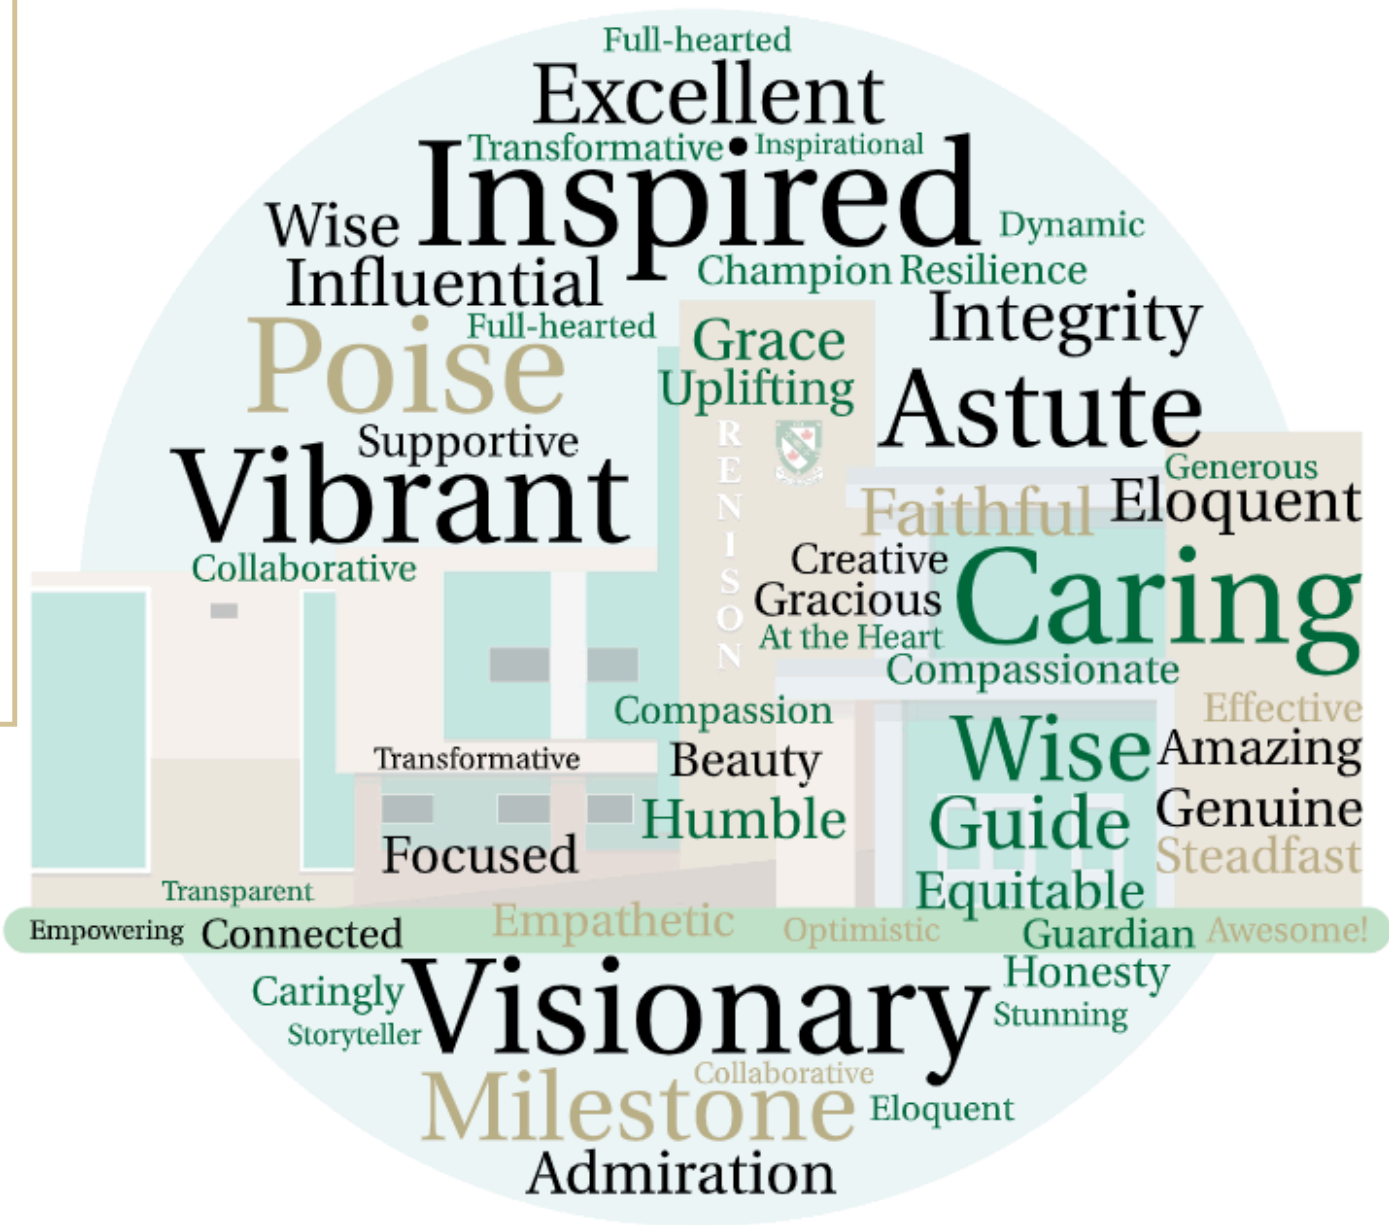 Full-hearted
Excellent
Transformative
Inspirational
Inspired
Wise
Dynamic
Influential
Champion
Resilience
Integrity
Poise
Full-hearted
Grace
Uplifting
Astute
Supportive
Vibrant
RENISON
Generous
Faithful
Eloquent
Collaborative
Creative
Gracious
At the Heart
Caring
Compassionate
Compassion
Effective
Transformative
Beauty
Wise
Amazing
Humble
Guide
Genuine
Focused
Steadfast
Transparent
Equitable
Empowering
Connected
Empathetic
Optimistic
Guardian
Awesome!
Caringly
Visionary
Honesty
Storyteller
Stunning
Collaborative
Milestone
Eloquent
Admiration